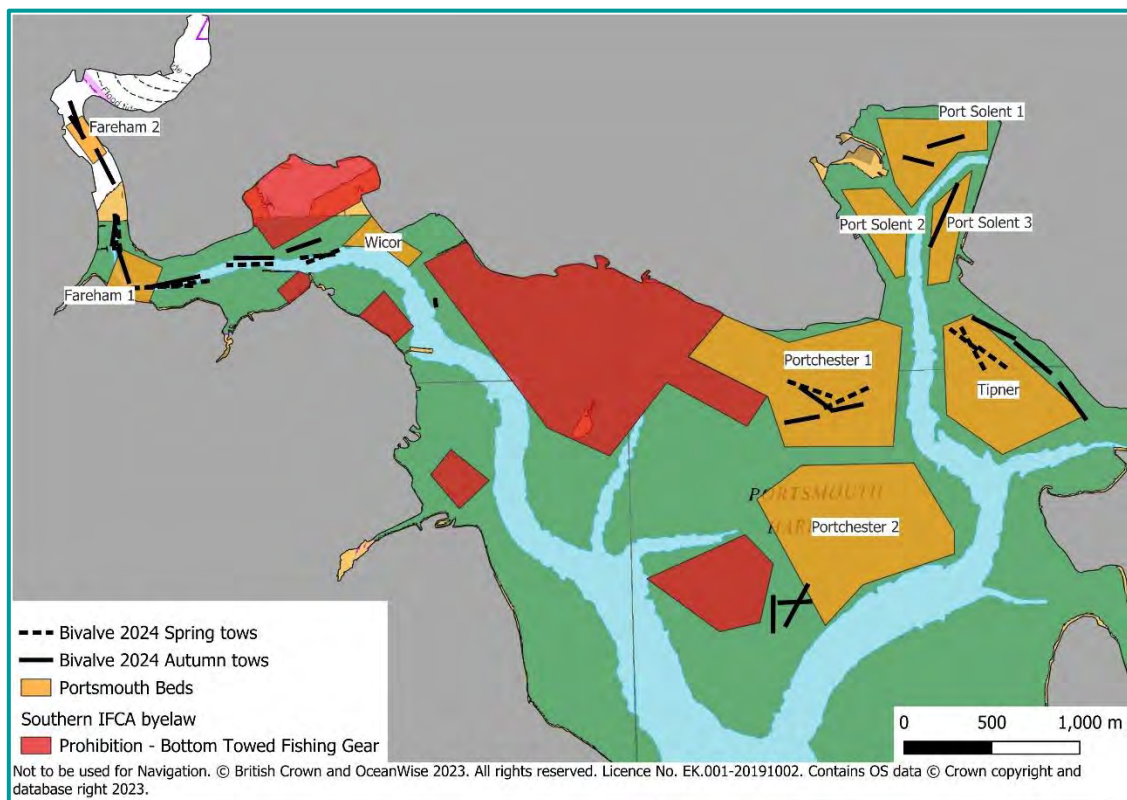 Fareham 2
Port Solent 1
Port Solent 2
Port Solent 3
Wicor
Fareham 1
Portchester 1
Tipner
PORTSMOUTH
Portchester 2
Bivalve 2024 Spring tows
Bivalve 2024 Autumn tows
Portsmouth Beds
Southern IFCA byelaw
Prohibition - Bottom Towed Fishing Gear
0 500 1,000 m
Not to be used for Navigation. © British Crown and OceanWise 2023. All rights reserved. Licence No. EK.001-20191002. Contains OS data © Crown copyright and
database right 2023.